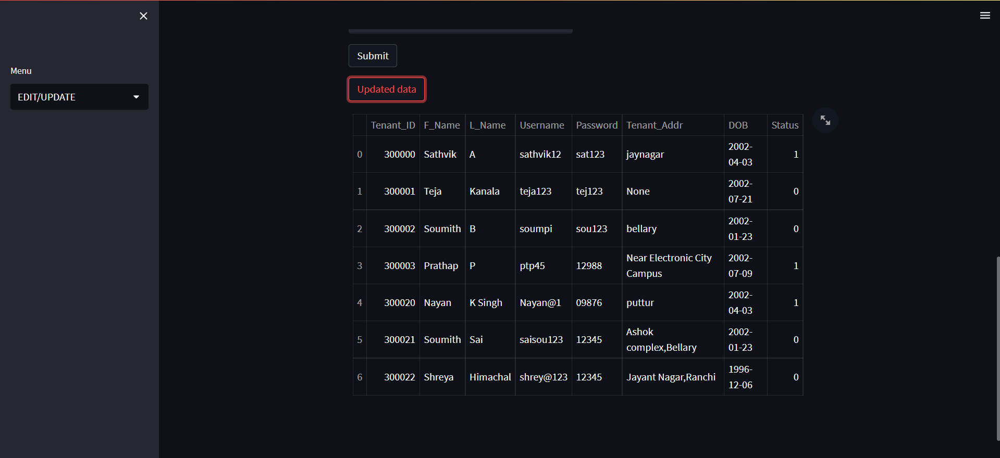 Menu
EDIT/UPDATE
Submit
Updated data
Tenant_ID F_Name L_Name Username Password Tenant_Addr DOB Status
0 300000 Sathvik A sathvik12 sat123 jaynagar 2002-
04-03 1
1 300001 Teja Kanala teja123 tej123 None 2002-
07-21 0
2 300002 Soumith B soumpi sou123 bellary 2002-
01-23 0
3 300003 Prathap P ptp45 12988 Near Electronic City
Campus 2002-
07-09 1
4 300020 Nayan K Singh Nayan@1 09876 puttur 2002-
04-03 1
5 300021 Soumith Sai saisou123 12345 Ashok
complex,Bellary 2002-
01-23 0
6 300022 Shreya Himachal shrey@123 12345 Jayant Nagar,Ranchi 1996-
12-06 0